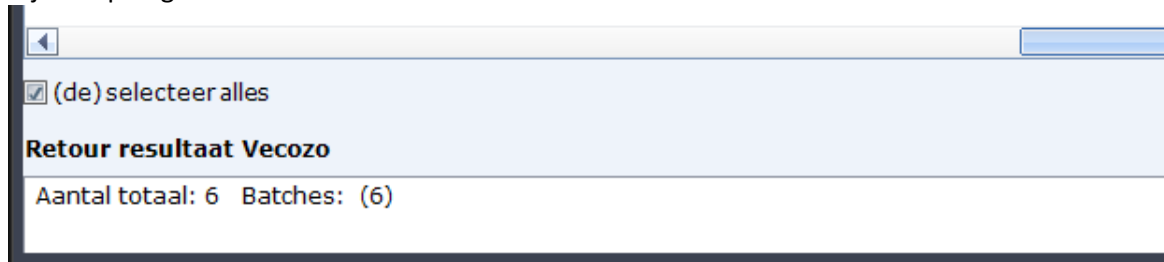 (de) selecteer alles
Retour resultaat Vecozo
Aantal totaal: 6 Batches: (6)